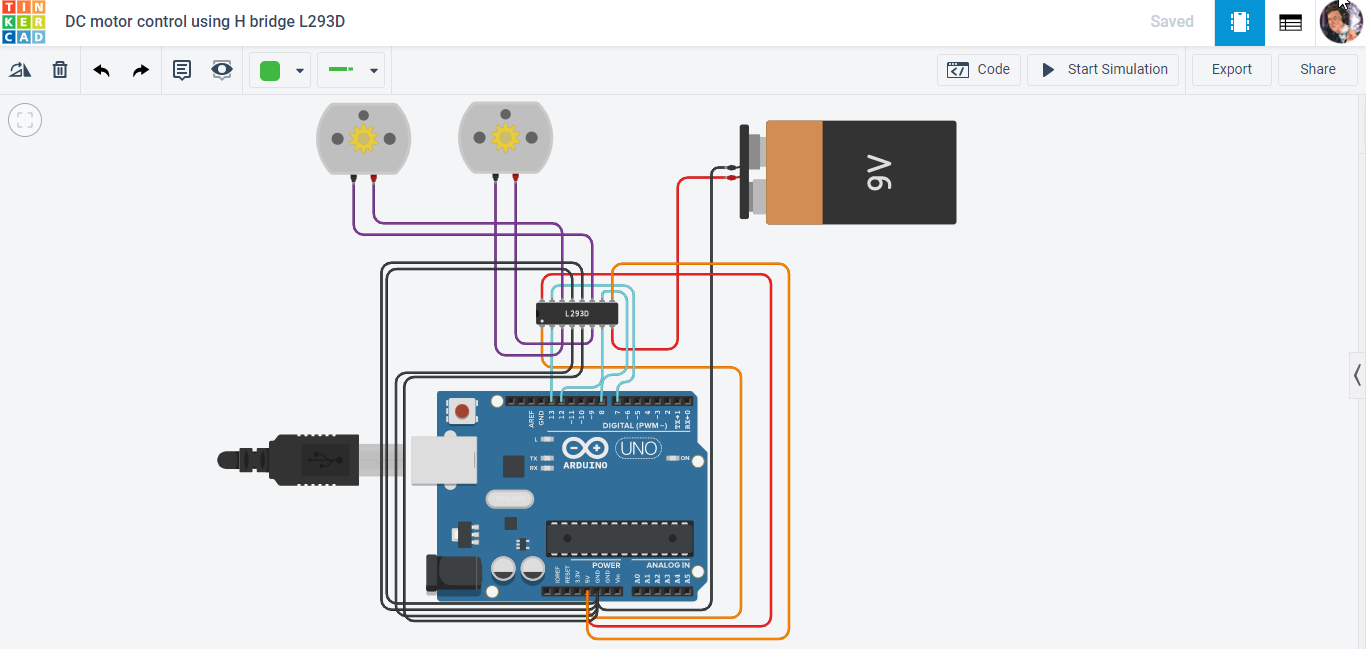 TIN
KER
CAD
DC motor control using H bridge L293D
Saved
Code
Start Simulation
Export
Share
9V
L293D
AREF
GND
13
12
~11
~10
~9
8
7
~6
~5
4
~3
2
TX→1
RX←0
DIGITAL (PWM~)
L
TX
RX
UNO
ON
ARDUINO
POWER
ANALOG IN
IOREF
RESET
3.3V
5V
GND
GND
Vin
A0
A1
A2
A3
A4
A5